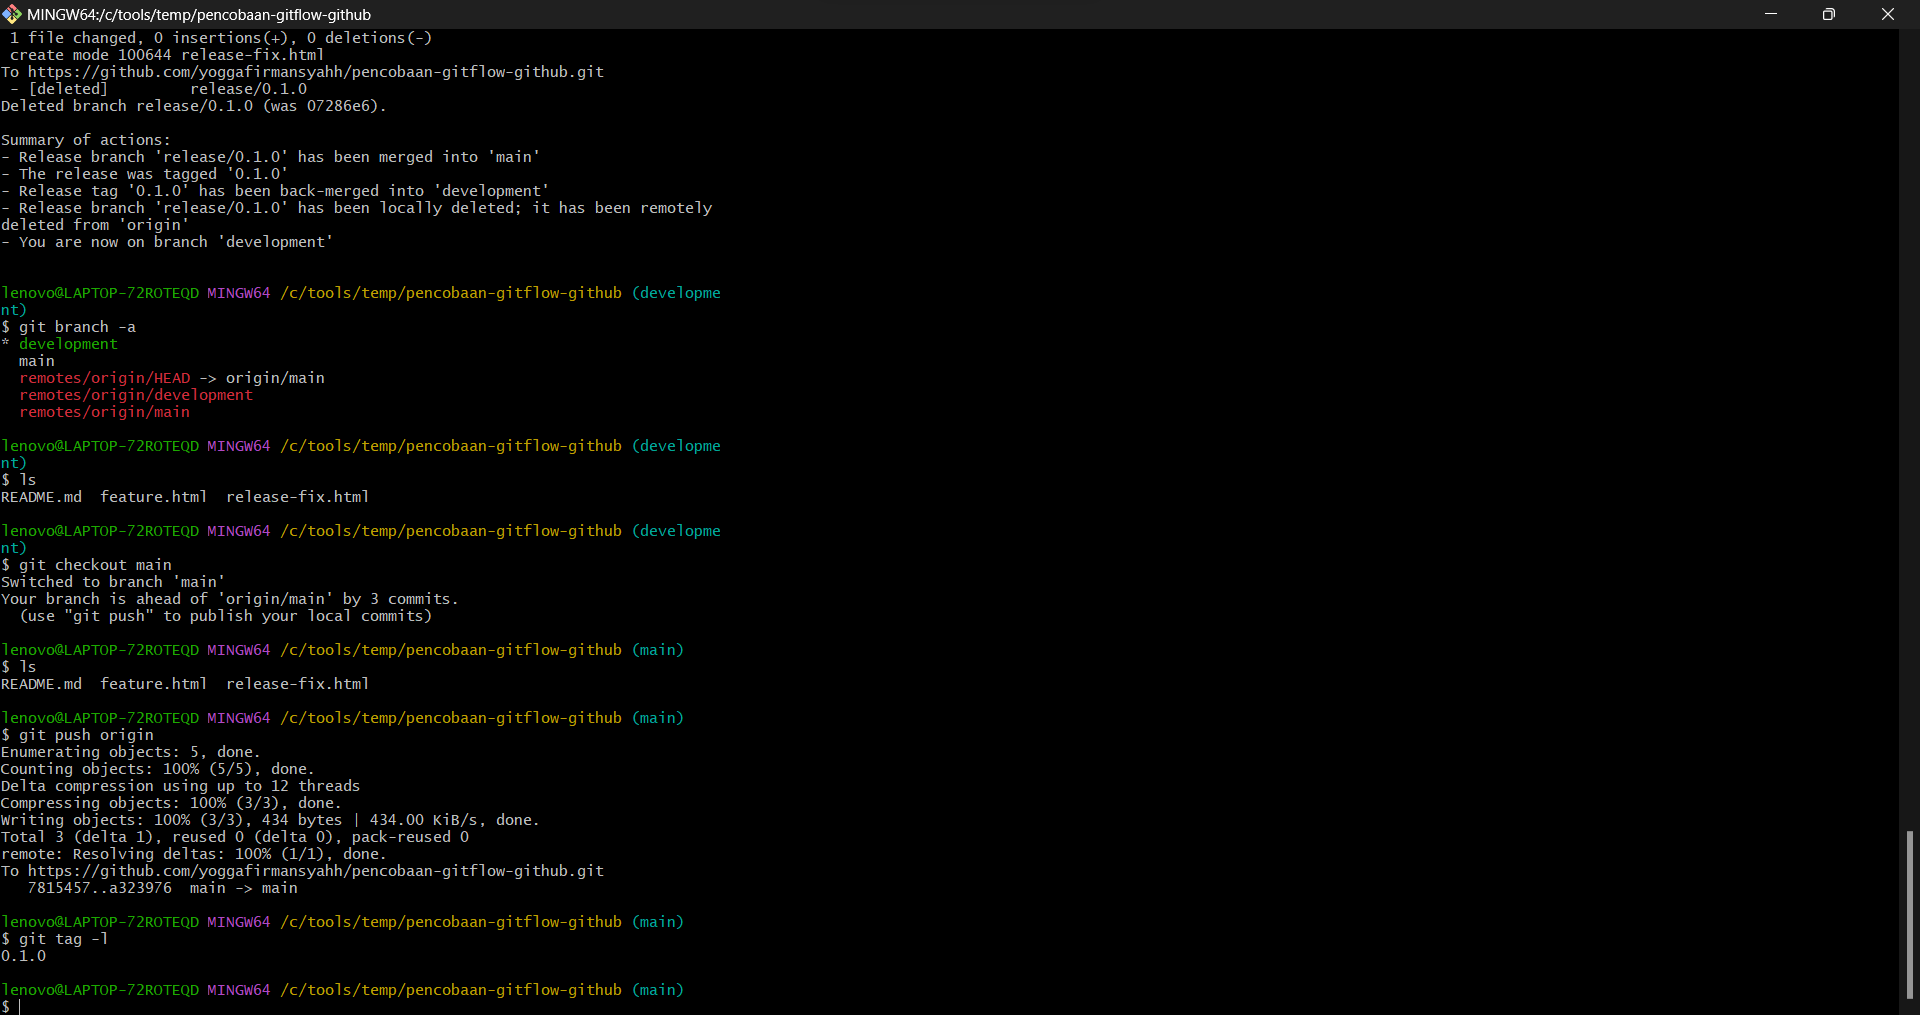 MINGW64:/c/tools/temp/pencobaan-gitflow-github
1 file changed, 0 insertions(+), 0 deletions(-)
create mode 100644 release-fix.html
To https://github.com/yoggafirmansyahh/pencobaan-gitflow-github.git
- [deleted]         release/0.1.0
Deleted branch release/0.1.0 (was 07286e6).
Summary of actions:
- Release branch 'release/0.1.0' has been merged into 'main'
- The release was tagged '0.1.0'
- Release tag '0.1.0' has been back-merged into 'development'
- Release branch 'release/0.1.0' has been locally deleted; it has been remotely
deleted from 'origin'
- You are now on branch 'development'
lenovo@LAPTOP-72ROTEQD MINGW64 /c/tools/temp/pencobaan-gitflow-github (developme
nt)
$ git branch -a
* development
main
remotes/origin/HEAD -> origin/main
remotes/origin/development
remotes/origin/main
lenovo@LAPTOP-72ROTEQD MINGW64 /c/tools/temp/pencobaan-gitflow-github (developme
nt)
$ ls
README.md  feature.html  release-fix.html
lenovo@LAPTOP-72ROTEQD MINGW64 /c/tools/temp/pencobaan-gitflow-github (developme
nt)
$ git checkout main
Switched to branch 'main'
Your branch is ahead of 'origin/main' by 3 commits.
(use "git push" to publish your local commits)
lenovo@LAPTOP-72ROTEQD MINGW64 /c/tools/temp/pencobaan-gitflow-github (main)
$ ls
README.md  feature.html  release-fix.html
lenovo@LAPTOP-72ROTEQD MINGW64 /c/tools/temp/pencobaan-gitflow-github (main)
$ git push origin
Enumerating objects: 5, done.
Counting objects: 100% (5/5), done.
Delta compression using up to 12 threads
Compressing objects: 100% (3/3), done.
Writing objects: 100% (3/3), 434 bytes | 434.00 KiB/s, done.
Total 3 (delta 1), reused 0 (delta 0), pack-reused 0
remote: Resolving deltas: 100% (1/1), done.
To https://github.com/yoggafirmansyahh/pencobaan-gitflow-github.git
7815457..a323976  main -> main
lenovo@LAPTOP-72ROTEQD MINGW64 /c/tools/temp/pencobaan-gitflow-github (main)
$ git tag -l
0.1.0
lenovo@LAPTOP-72ROTEQD MINGW64 /c/tools/temp/pencobaan-gitflow-github (main)
$